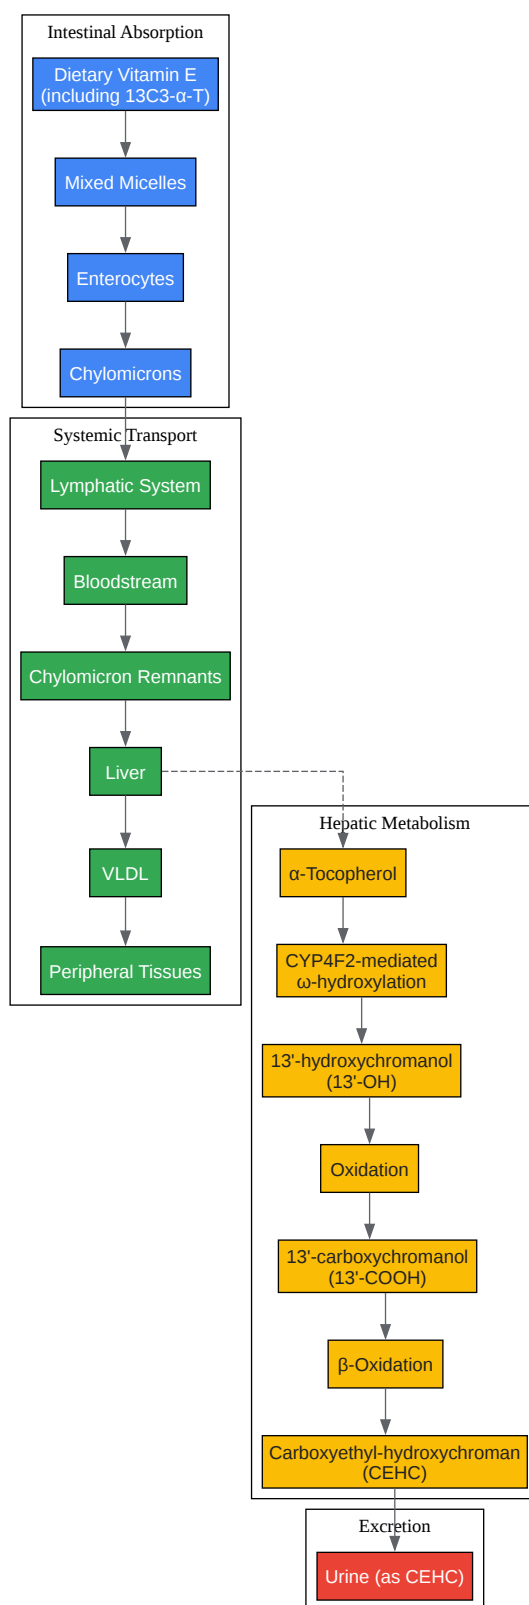 Intestinal Absorption
Dietary Vitamin E
(including 13C3-α-T)
Mixed Micelles
Enterocytes
Chylomicrons
Systemic Transport
Lymphatic System
Bloodstream
Chylomicron Remnants
Liver
VLDL
Peripheral Tissues
Hepatic Metabolism
α-Tocopherol
CYP4F2-mediated
ω-hydroxylation
13'-hydroxychromanol
(13'-OH)
Oxidation
13'-carboxychromanol
(13'-COOH)
β-Oxidation
Carboxyethyl-hydroxychroman
(CEHC)
Excretion
Urine (as CEHC)